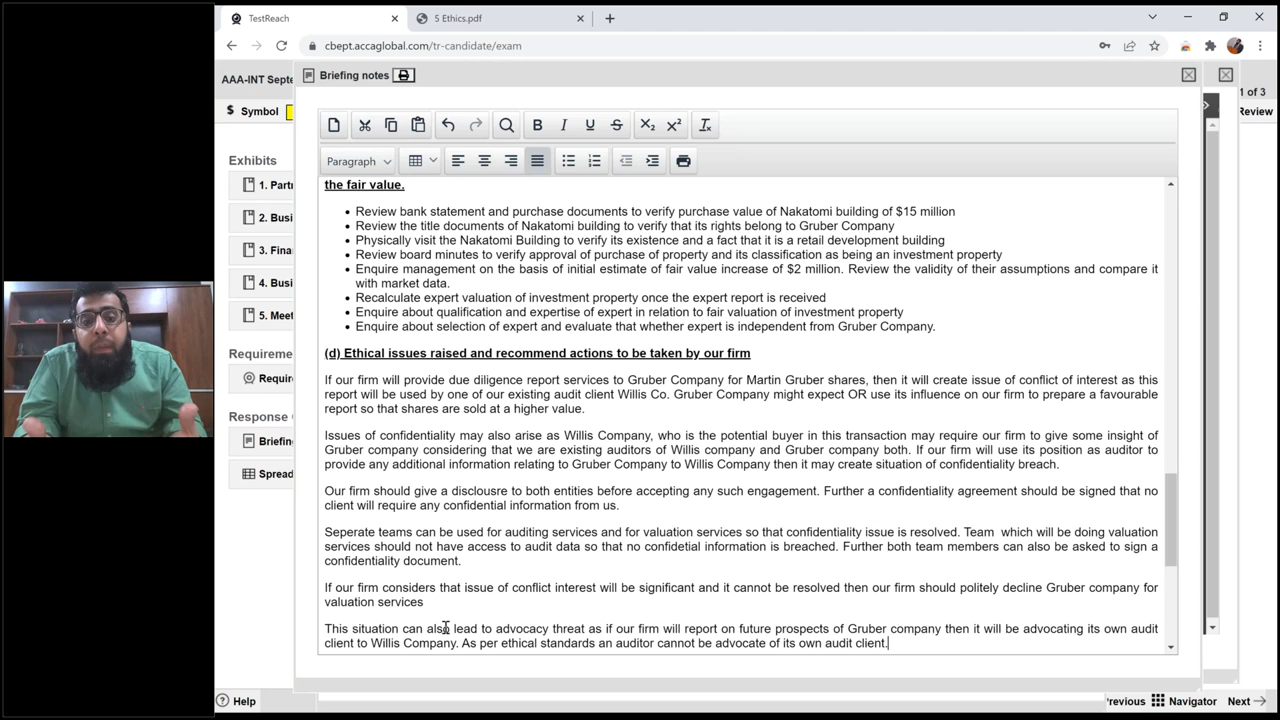 TestReach
5 Ethics.pdf
cbept.accaglobal.com/tr-candidate/exam
AAA-INT Septe
Briefing notes
1 of 3
$ Symbol
Review
Exhibits
1. Partn
2. Busi
3. Fina
4. Busi
5. Meet
Requirem
Requir
Response O
Briefin
Spread
Paragraph
the fair value.
Review bank statement and purchase documents to verify purchase value of Nakatomi building of $15 million
Review the title documents of Nakatomi building to verify that its rights belong to Gruber Company
Physically visit the Nakatomi Building to verify its existence and a fact that it is a retail development building
Review board minutes to verify approval of purchase of property and its classification as being an investment property
Enquire management on the basis of initial estimate of fair value increase of $2 million. Review the validity of their assumptions and compare it
with market data.
Recalculate expert valuation of investment property once the expert report is received
Enquire about qualification and expertise of expert in relation to fair valuation of investment property
Enquire about selection of expert and evaluate that whether expert is independent from Gruber Company.
(d) Ethical issues raised and recommend actions to be taken by our firm
If our firm will provide due diligence report services to Gruber Company for Martin Gruber shares, then it will create issue of conflict of interest as this
report will be used by one of our existing audit client Willis Co. Gruber Company might expect OR use its influence on our firm to prepare a favourable
report so that shares are sold at a higher value.
Issues of confidentiality may also arise as Willis Company, who is the potential buyer in this transaction may require our firm to give some insight of
Gruber company considering that we are existing auditors of Willis company and Gruber company both. If our firm will use its position as auditor to
provide any additional information relating to Gruber Company to Willis Company then it may create situation of confidentiality breach.
Our firm should give a disclousre to both entities before accepting any such engagement. Further a confidentiality agreement should be signed that no
client will require any confidential information from us.
Seperate teams can be used for auditing services and for valuation services so that confidentiality issue is resolved. Team which will be doing valuation
services should not have access to audit data so that no confidetial information is breached. Further both team members can also be asked to sign a
confidentiality document.
If our firm considers that issue of conflict interest will be significant and it cannot be resolved then our firm should politely decline Gruber company for
valuation services
This situation can also lead to advocacy threat as if our firm will report on future prospects of Gruber company then it will be advocating its own audit
client to Willis Company. As per ethical standards an auditor cannot be advocate of its own audit client.
Help
revious
Navigator
Next